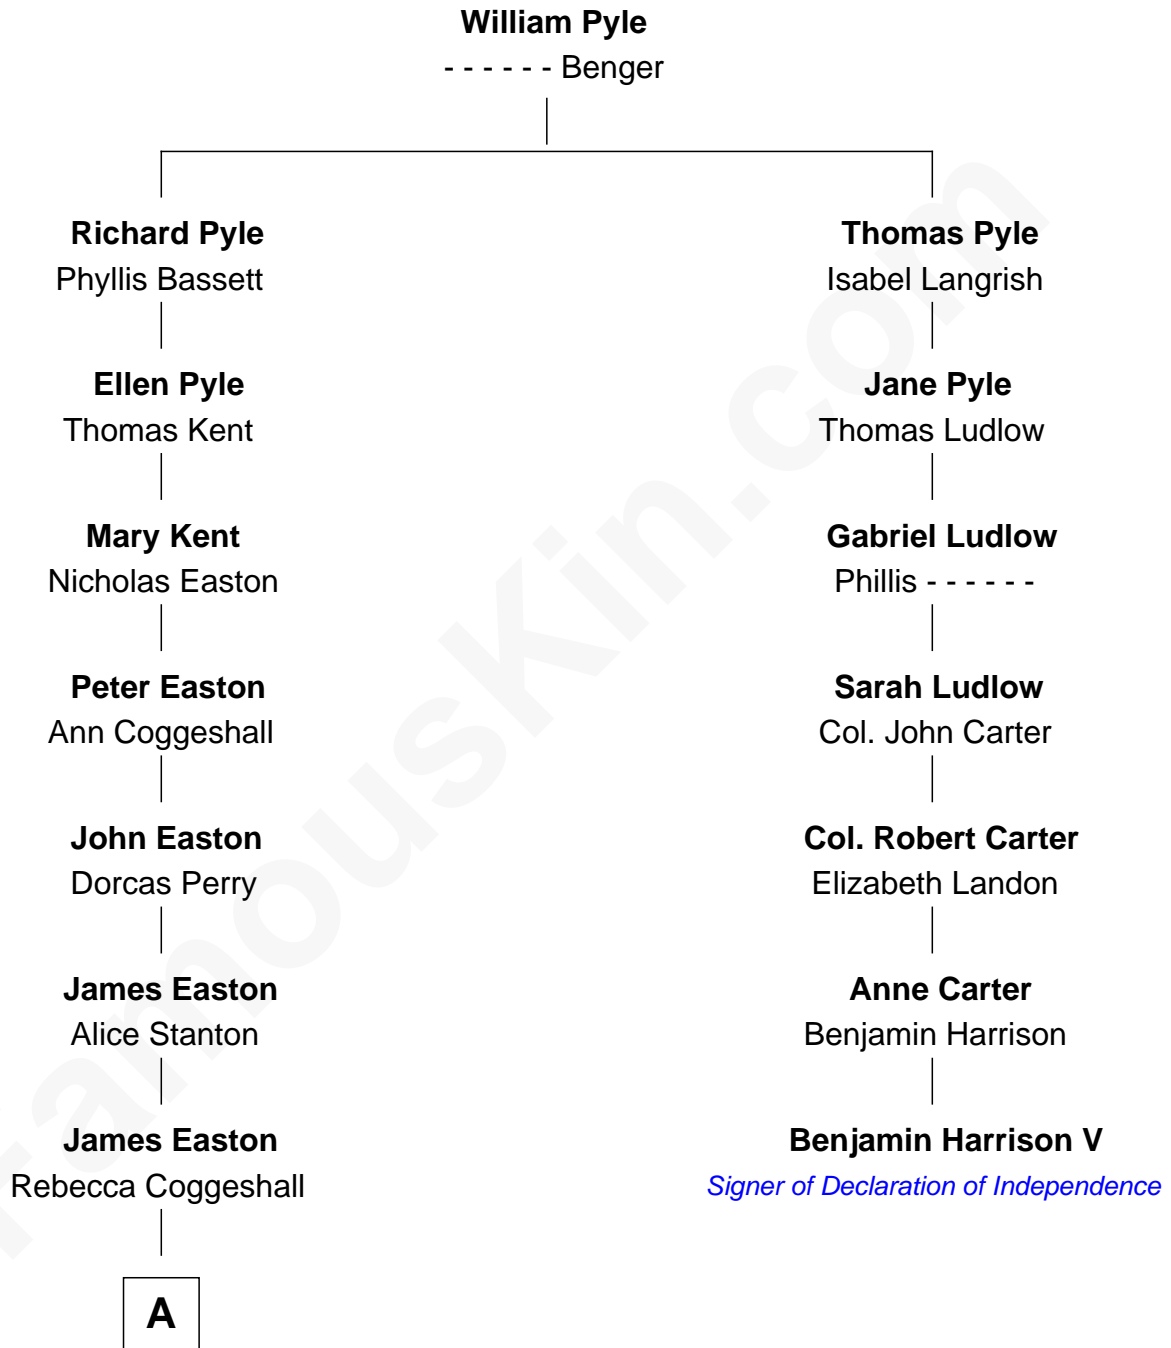 William Pyle
- - - - - - Benger
Richard Pyle
Phyllis Bassett
Ellen Pyle
Thomas Kent
Mary Kent
Nicholas Easton
Peter Easton
Ann Coggeshall
John Easton
Dorcas Perry
James Easton
Alice Stanton
James Easton
Rebecca Coggeshall
A
Thomas Pyle
Isabel Langrish
Jane Pyle
Thomas Ludlow
Gabriel Ludlow
Phillis - - - - - -
Sarah Ludlow
Col. John Carter
Col. Robert Carter
Elizabeth Landon
Anne Carter
Benjamin Harrison
Benjamin Harrison V
Signer of Declaration of Independence
FamousKin.com